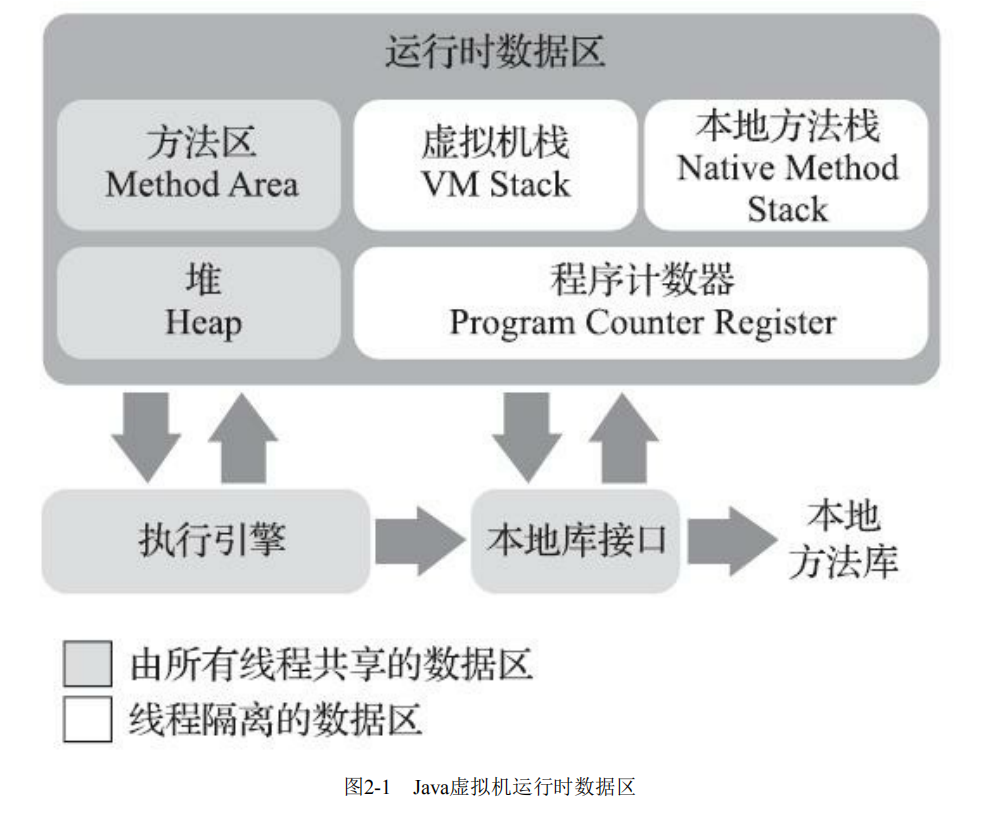 运行时数据区
方法区
Method Area
虚拟机栈
VM Stack
本地方法栈
Native Method
Stack
堆
Heap
程序计数器
Program Counter Register
执行引擎
本地库接口
本地
方法库
由所有线程共享的数据区
线程隔离的数据区
图2-1 Java虚拟机运行时数据区